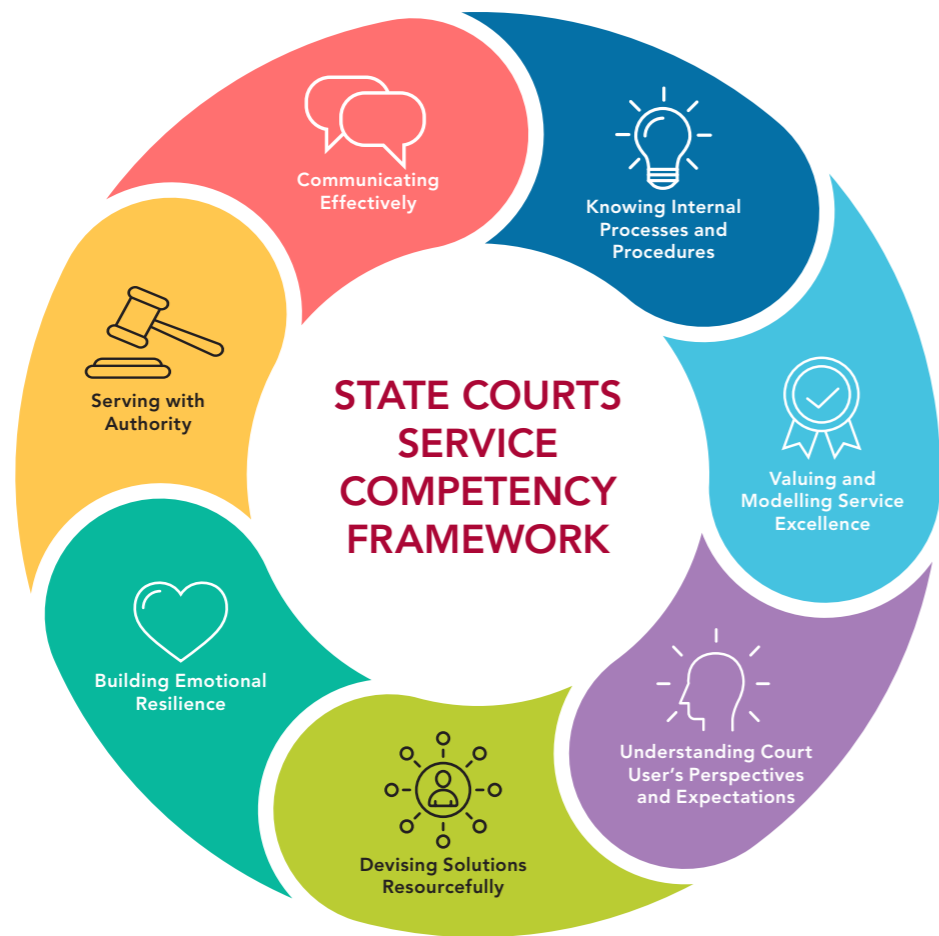 Communicating
Effectively
Knowing Internal
Processes and
Procedures
Serving with
Authority
STATE COURTS
SERVICE
COMPETENCY
FRAMEWORK
Valuing and
Modelling Service
Excellence
Building Emotional
Resilience
Understanding Court
User’s Perspectives
and Expectations
Devising Solutions
Resourcefully